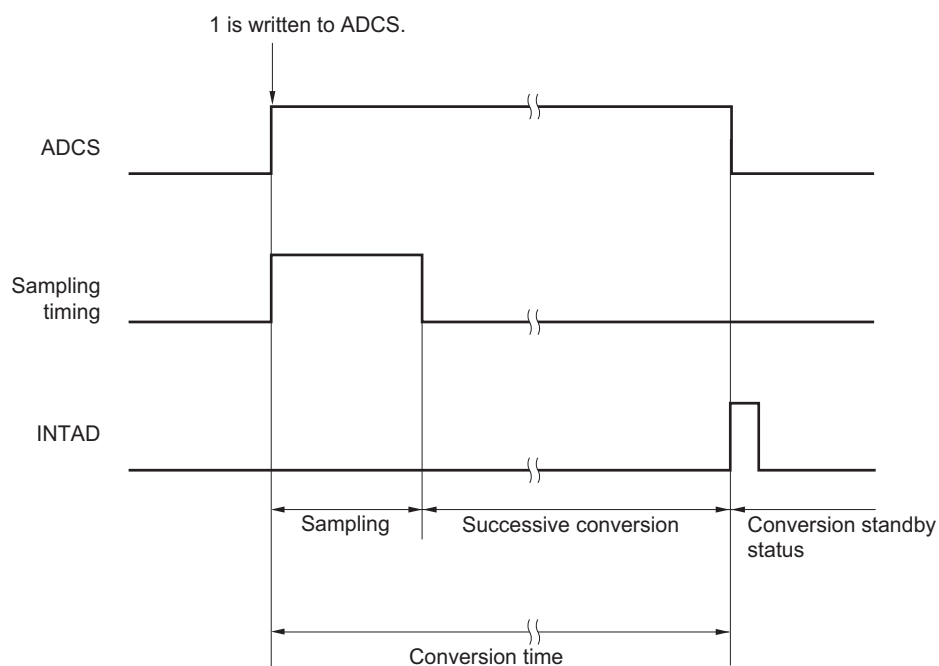 1 is written to ADCS.
ADCS
Sampling
timing
INTAD
Sampling
Successive conversion
Conversion standby
status
Conversion time